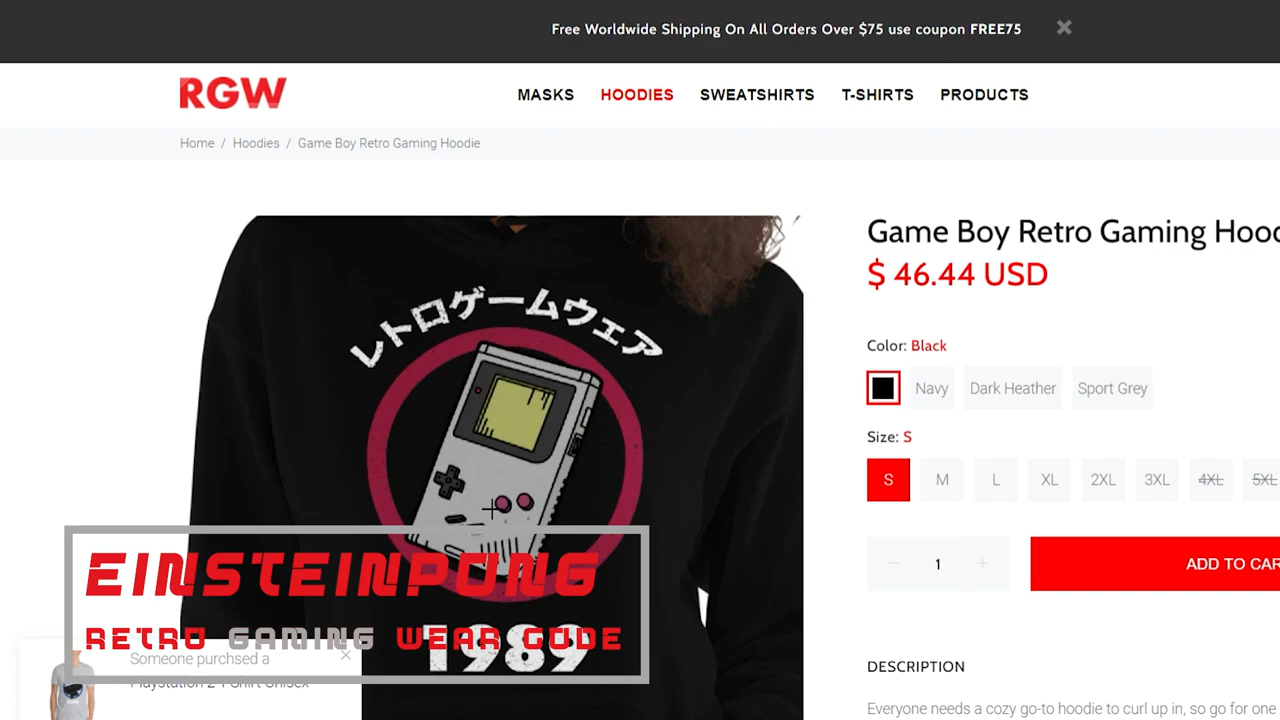 Free Worldwide Shipping On All Orders Over $75 use coupon FREE75
RGW
MASKS HOODIES SWEATSHIRTS T-SHIRTS PRODUCTS
Home / Hoodies / Game Boy Retro Gaming Hoodie
Game Boy Retro Gaming Hood
$ 46.44 USD
Color: Black
Navy Dark Heather Sport Grey
Size: S
S M L XL 2XL 3XL 4XL 5XL
1
ADD TO CAR
DESCRIPTION
Everyone needs a cozy go-to hoodie to curl up in, so go for one
レトロゲームウェア
1989
EINSTEINPONG
RETRO GAMING WEAR CODE
Someone purchsed a
Playstation 2 T-Shirt Unisex